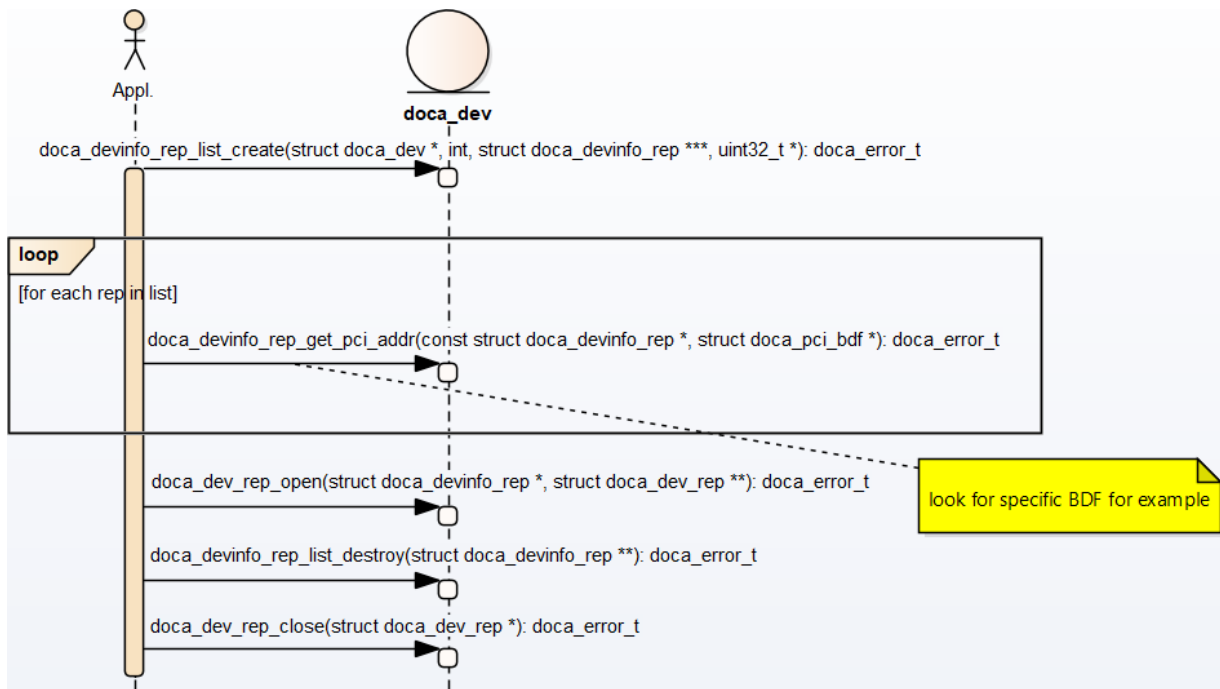 Appl.
doca_dev
doca_devinfo_rep_list_create(struct doca_dev *, int, struct doca_devinfo_rep ***, uint32_t *): doca_error_t
loop
[for each rep in list]
doca_devinfo_rep_get_pci_addr(const struct doca_devinfo_rep *, struct doca_pci_bdf *): doca_error_t
doca_dev_rep_open(struct doca_devinfo_rep *, struct doca_dev_rep **): doca_error_t
look for specific BDF for example
doca_devinfo_rep_list_destroy(struct doca_devinfo_rep **): doca_error_t
doca_dev_rep_close(struct doca_dev_rep *): doca_error_t